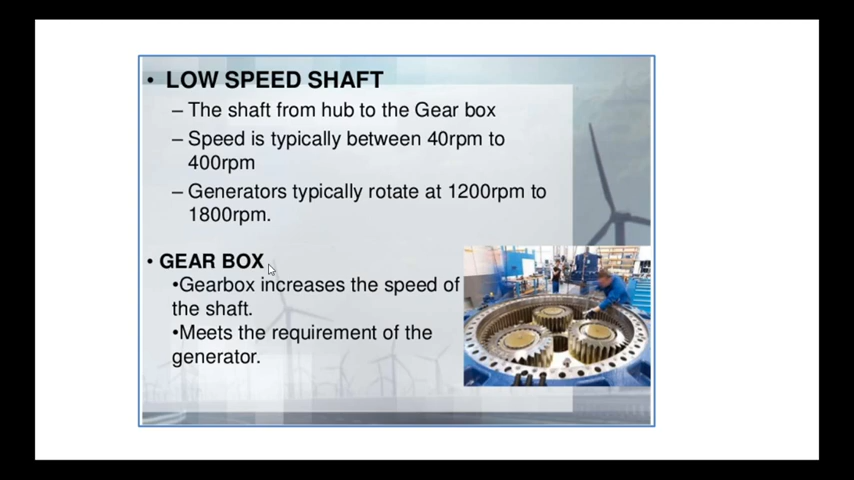 • LOW SPEED SHAFT
– The shaft from hub to the Gear box
– Speed is typically between 40rpm to
400rpm
– Generators typically rotate at 1200rpm to
1800rpm.
• GEAR BOX
•Gearbox increases the speed of
the shaft.
•Meets the requirement of the
generator.